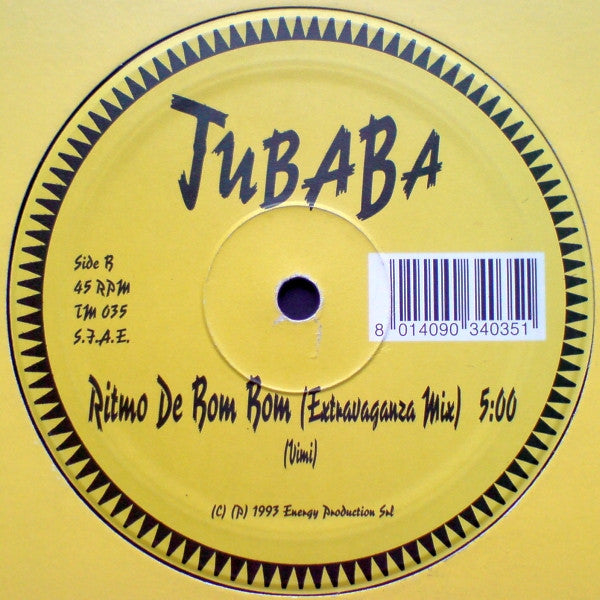 JUBABA
Side B
45 RPM
TM 035
S.I.A.E.
8 014090 340351
Ritmo De Bom Bom (Extravaganza Mix) 5:00
(Vimi)
(C) (P) 1993 Energy Production Srl